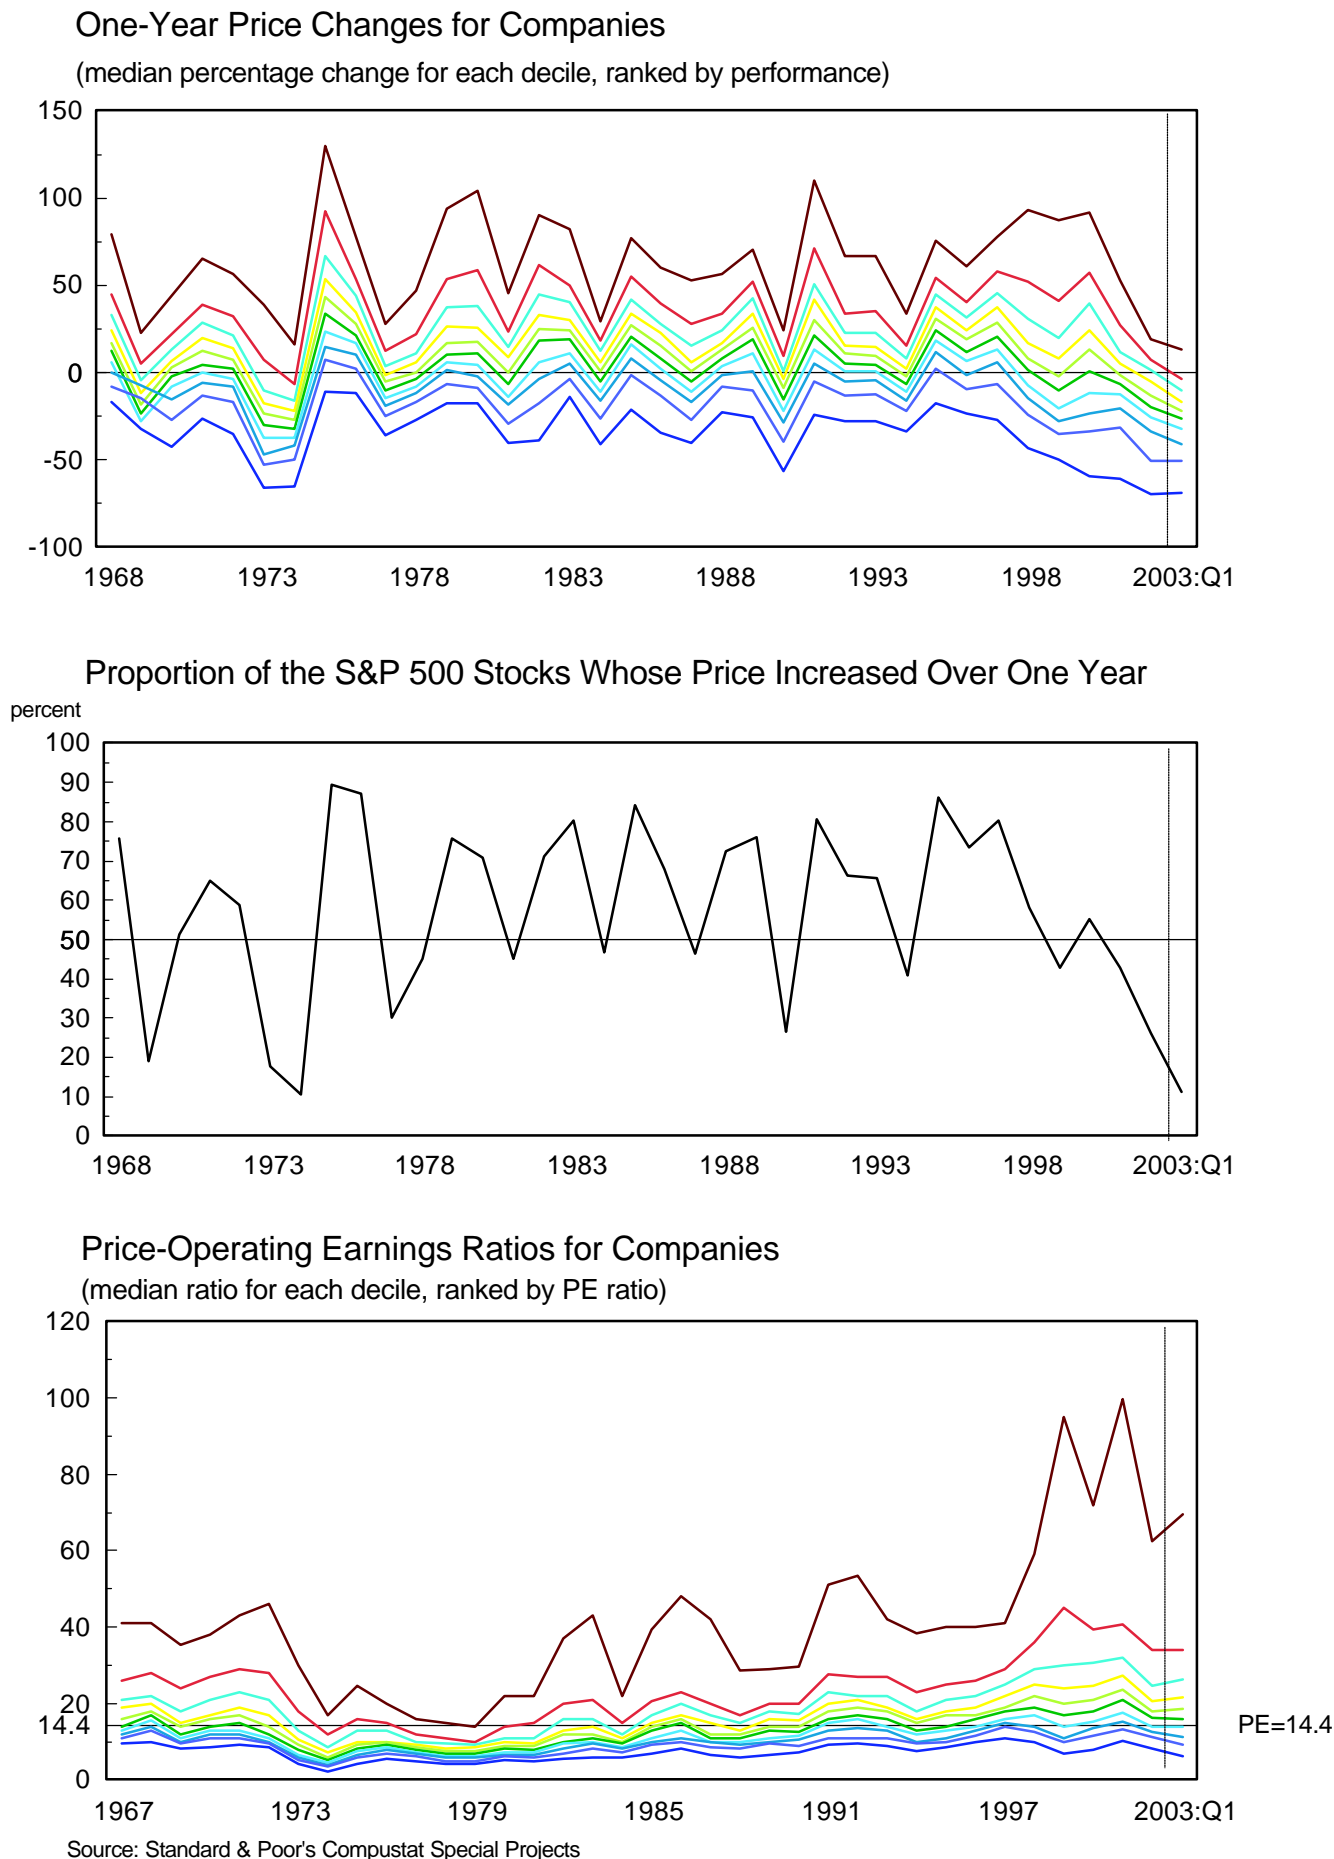 One-Year Price Changes for Companies
(median percentage change for each decile, ranked by performance)
150
100
50
0
-50
-100
1968 1973 1978 1983 1988 1993 1998 2003:Q1
Proportion of the S&P 500 Stocks Whose Price Increased Over One Year
percent
100
90
80
70
60
50
40
30
20
10
0
1968 1973 1978 1983 1988 1993 1998 2003:Q1
Price-Operating Earnings Ratios for Companies
(median ratio for each decile, ranked by PE ratio)
120
100
80
60
40
20
14.4 PE=14.4
0
1967 1973 1979 1985 1991 1997 2003:Q1
Source: Standard & Poor's Compustat Special Projects